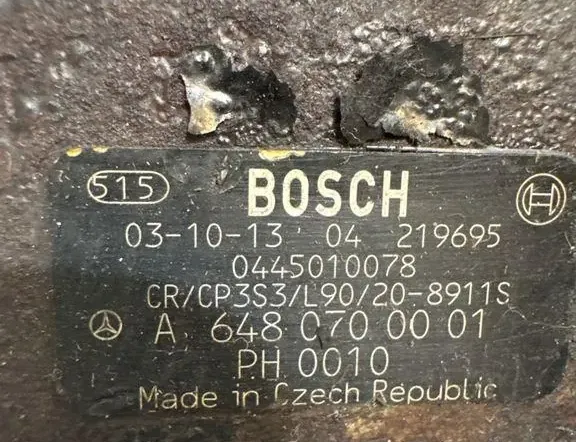 515 BOSCH
03-10-13 04 219695
0445010078
CR/CP3S3/L90/20-8911S
A 648 070 00 01
PH 0010
Made in Czech Republic